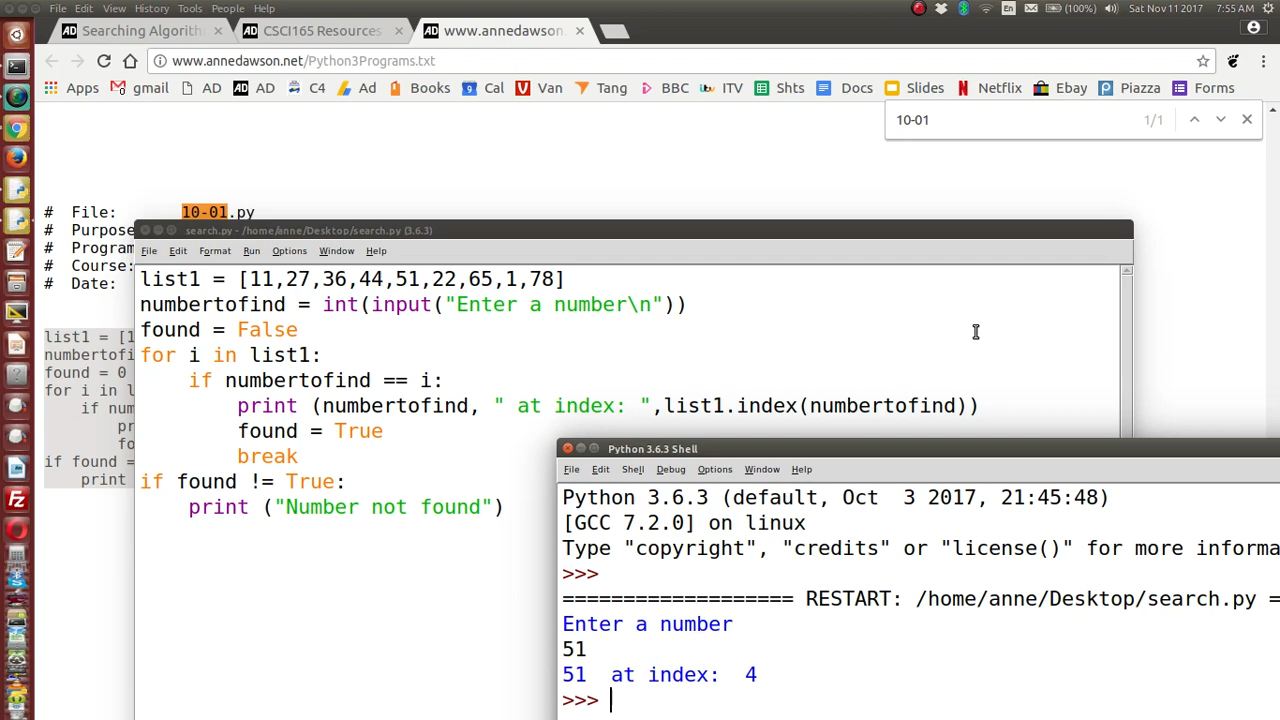 File Edit View History Tools People Help
En (100%) Sat Nov 11 2017 7:55 AM
AD Searching Algorith × AD CSCI165 Resources × AD www.annedawson. ×
www.annedawson.net/Python3Programs.txt
Apps gmail AD AD AD C4 Ad Books 9 Cal V Van Tang BBC ITV Shts Docs Slides Netflix Ebay Piazza Forms
10-01 1/1
# File: 10-01.py
# Purpose
# Program
# Course:
# Date:
list1 = [1
numbertofi
found = 0
for i in l
if num
pr
fo
if found =
print
search.py - /home/anne/Desktop/search.py (3.6.3)
File Edit Format Run Options Window Help
list1 = [11,27,36,44,51,22,65,1,78]
numbertofind = int(input("Enter a number\n"))
found = False
for i in list1:
if numbertofind == i:
print (numbertofind, " at index: ",list1.index(numbertofind))
found = True
break
if found != True:
print ("Number not found")
Python 3.6.3 Shell
File Edit Shell Debug Options Window Help
Python 3.6.3 (default, Oct  3 2017, 21:45:48)
[GCC 7.2.0] on linux
Type "copyright", "credits" or "license()" for more informa
>>>
=================== RESTART: /home/anne/Desktop/search.py =
Enter a number
51
51  at index:  4
>>>